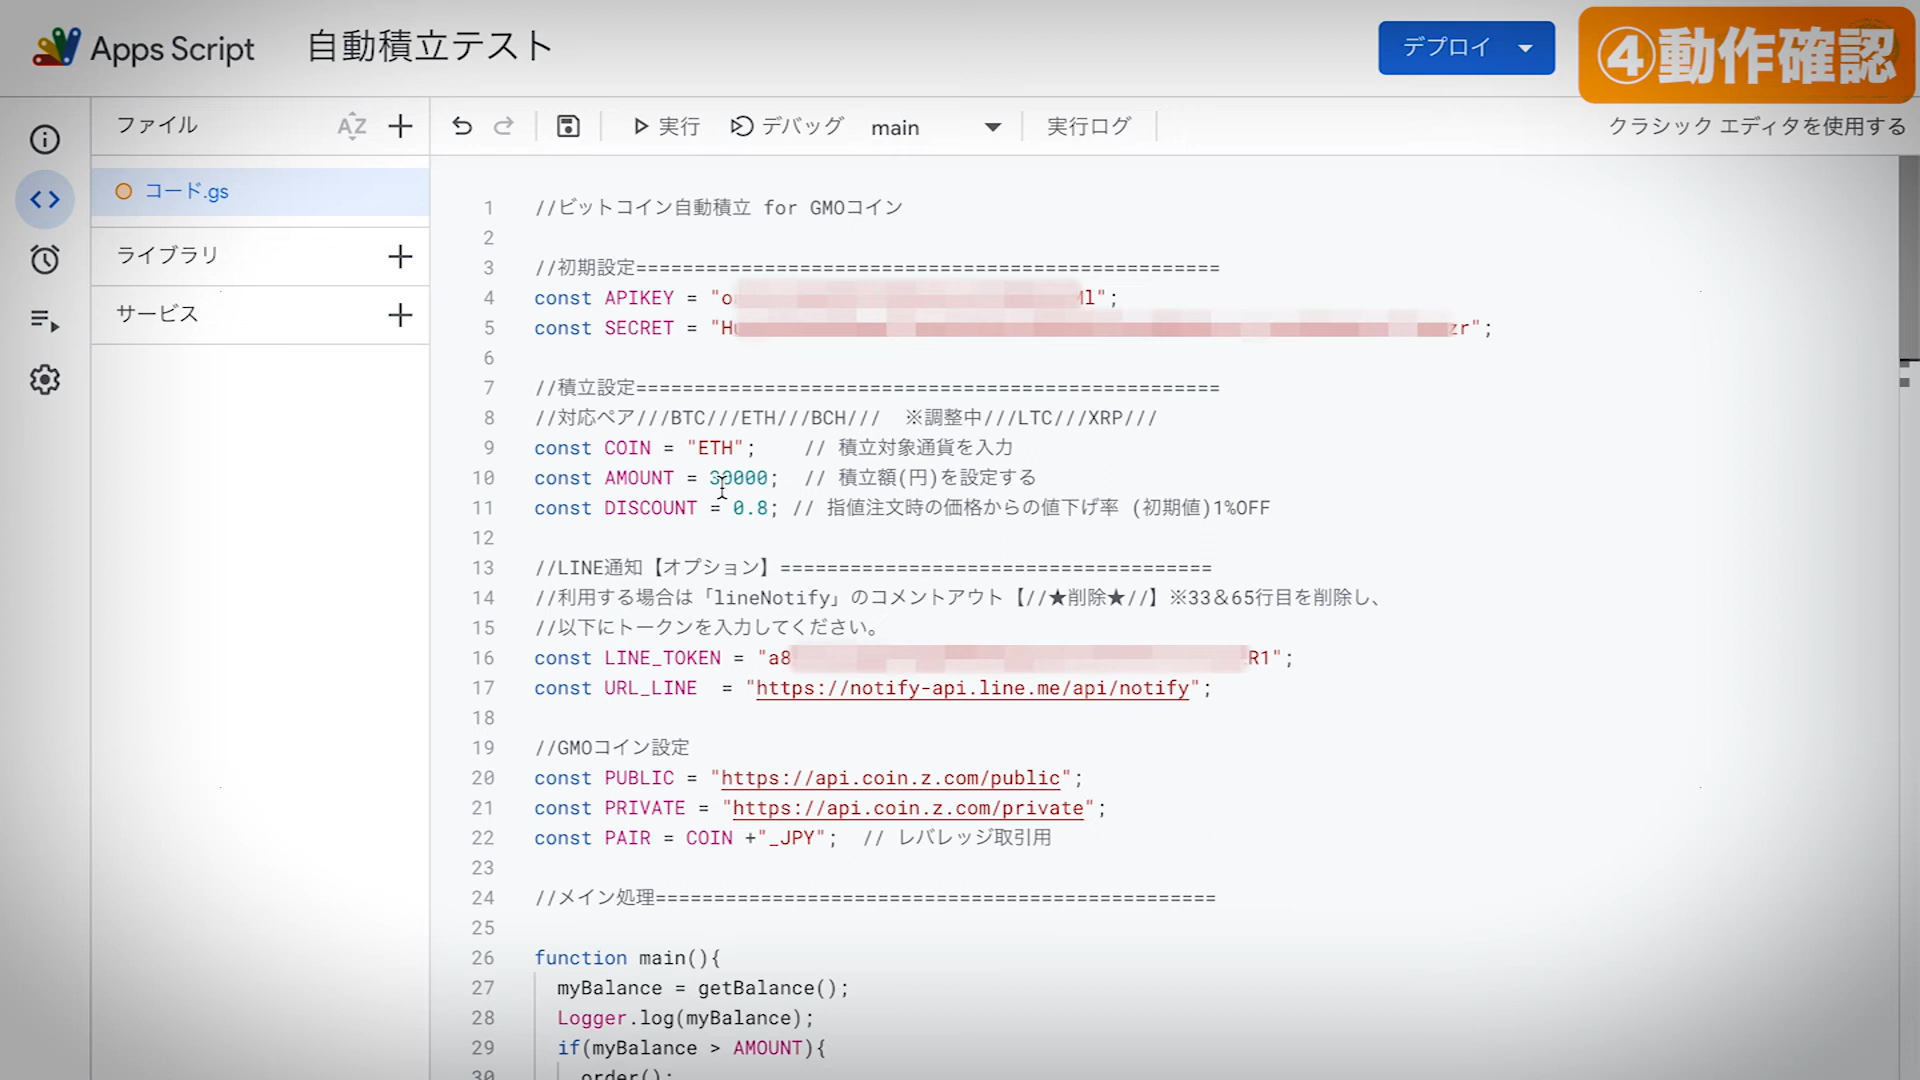 Apps Script
自動積立テスト
デプロイ
④動作確認
ファイル
AZ
実行
デバッグ
main
実行ログ
クラシック エディタを使用する
コード.gs
ライブラリ
サービス
1 //ビットコイン自動積立 for GMOコイン
2
3 //初期設定==================================================
4 const APIKEY = "o Ml";
5 const SECRET = "Hu zr";
6
7 //積立設定==================================================
8 //対応ペア///BTC///ETH///BCH/// ※調整中///LTC///XRP///
9 const COIN = "ETH"; // 積立対象通貨を入力
10 const AMOUNT = 30000; // 積立額(円)を設定する
11 const DISCOUNT = 0.8; // 指値注文時の価格からの値下げ率 (初期値)1%OFF
12
13 //LINE通知【オプション】=====================================
14 //利用する場合は「lineNotify」のコメントアウト【//★削除★//】※33&65行目を削除し、
15 //以下にトークンを入力してください。
16 const LINE_TOKEN = "a8 R1";
17 const URL_LINE = "https://notify-api.line.me/api/notify";
18
19 //GMOコイン設定
20 const PUBLIC = "https://api.coin.z.com/public";
21 const PRIVATE = "https://api.coin.z.com/private";
22 const PAIR = COIN +"_JPY"; // レバレッジ取引用
23
24 //メイン処理================================================
25
26 function main(){
27 myBalance = getBalance();
28 Logger.log(myBalance);
29 if(myBalance > AMOUNT){
30 order();